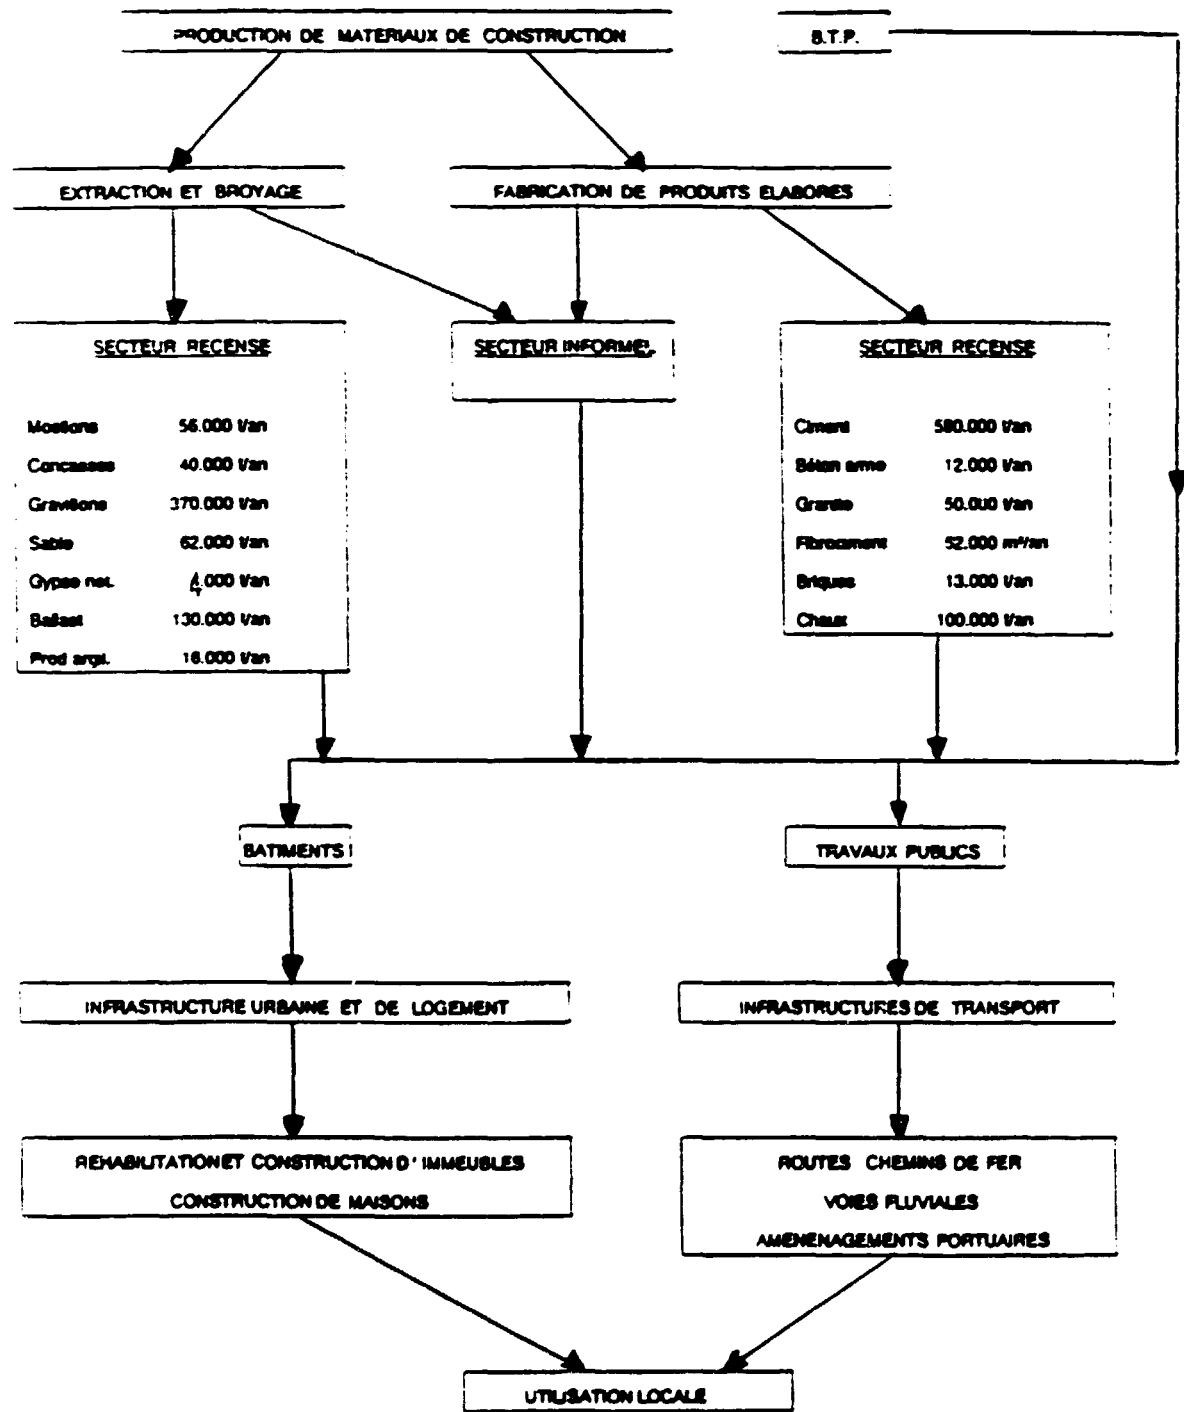 PRODUCTION DE MATERIAUX DE CONSTRUCTION
B.T.P.
EXTRACTION ET BROYAGE
FABRICATION DE PRODUITS ELABORES
SECTEUR RECENSE
Moellons 56.000 t/an
Concasses 40.000 t/an
Gravillons 370.000 t/an
Sable 62.000 t/an
Gypse nat. 4.000 t/an
Ballast 130.000 t/an
Prod argil. 16.000 t/an
SECTEUR INFORMEL
SECTEUR RECENSE
Ciment 580.000 t/an
Béton arme 12.000 t/an
Granite 50.000 t/an
Fibrociment 52.000 m²/an
Briques 13.000 t/an
Chaux 100.000 t/an
BATIMENTS
TRAVAUX PUBLICS
INFRASTRUCTURE URBAINE ET DE LOGEMENT
INFRASTRUCTURES DE TRANSPORT
REHABILITATION ET CONSTRUCTION D'IMMEUBLES
CONSTRUCTION DE MAISONS
ROUTES CHEMINS DE FER
VOIES FLUVIALES
AMENENAGEMENTS PORTUAIRES
UTILISATION LOCALE